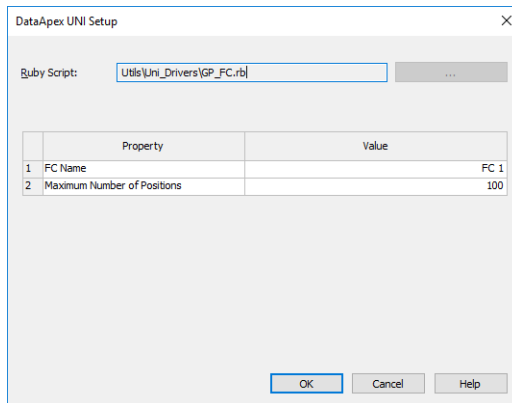 DataApex UNI Setup
Ruby Script: Utils\Uni_Drivers\GP_FC.rb ...
Property Value
1 FC Name FC 1
2 Maximum Number of Positions 100
OK Cancel Help